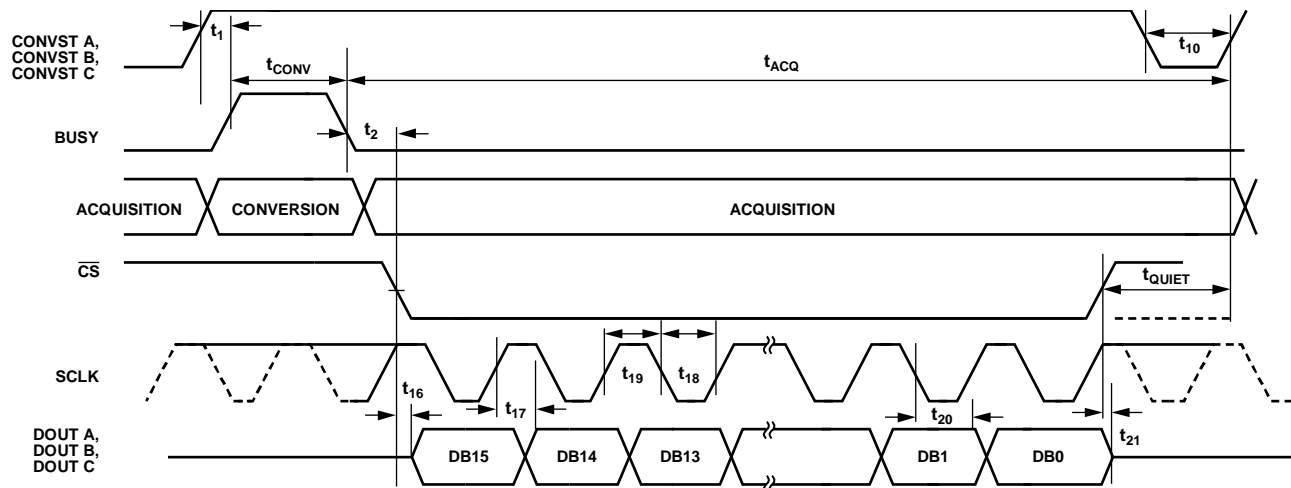 CONVST A,
CONVST B,
CONVST C
t1
tCONV
tACQ
t10
BUSY
t2
ACQUISITION
CONVERSION
ACQUISITION
CS
tQUIET
SCLK
t16
t17
t19
t18
t20
t21
DOUT A,
DOUT B,
DOUT C
DB15
DB14
DB13
DB1
DB0